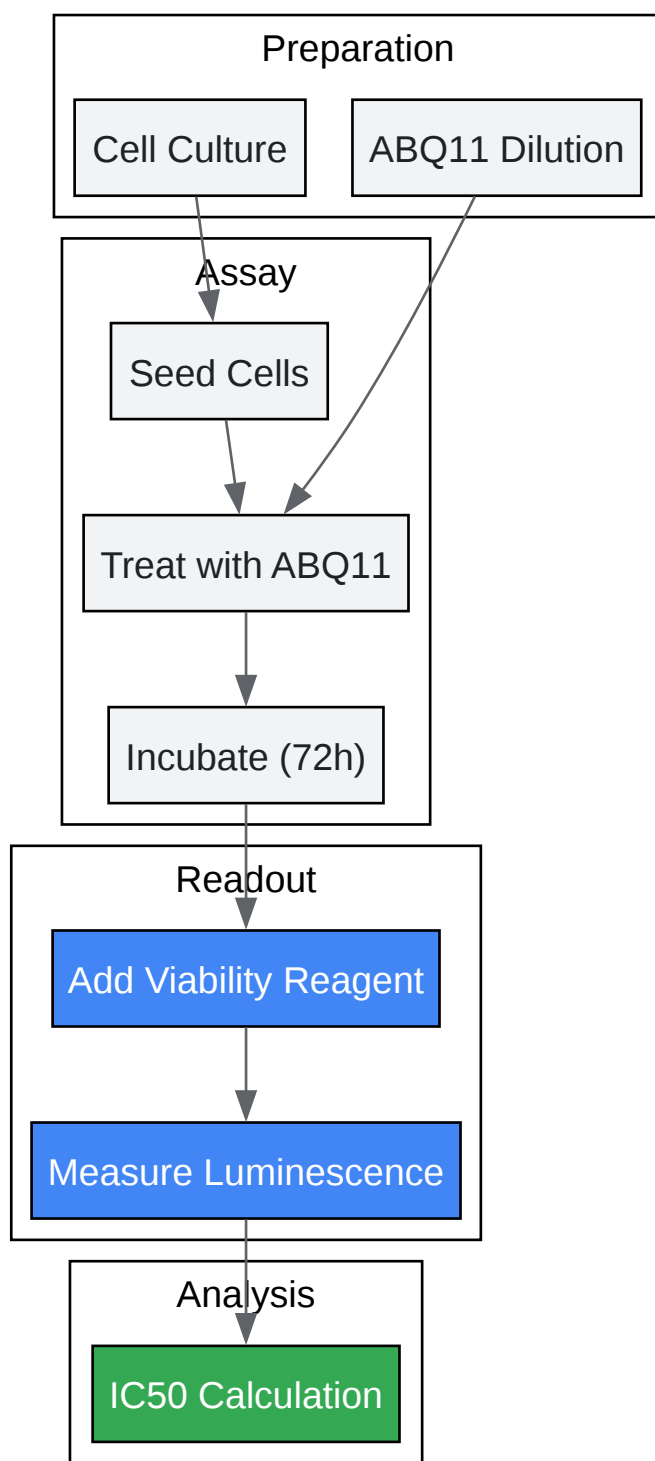 Preparation
Cell Culture
ABQ11 Dilution
Assay
Seed Cells
Treat with ABQ11
Incubate (72h)
Readout
Add Viability Reagent
Measure Luminescence
Analysis
IC50 Calculation